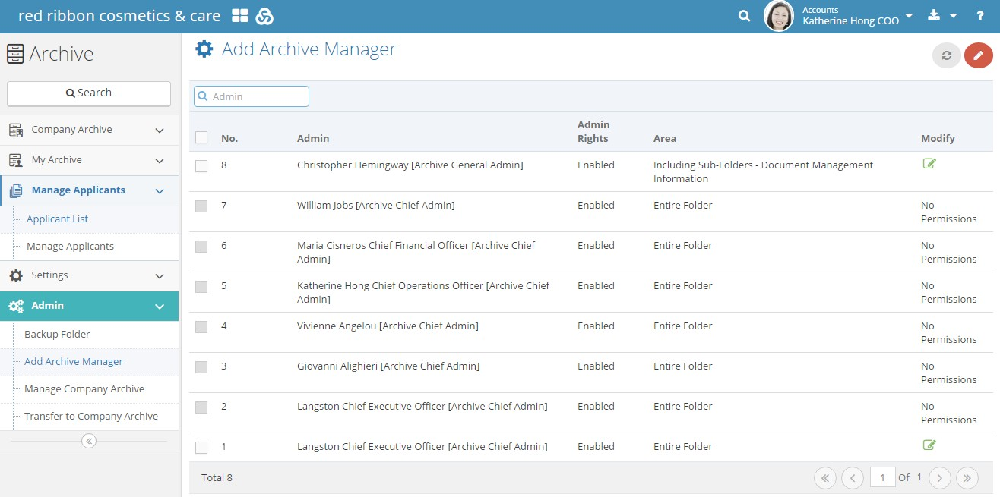 red ribbon cosmetics & care
Accounts
Katherine Hong COO
?
Archive
Search
Company Archive
My Archive
Manage Applicants
Applicant List
Manage Applicants
Settings
Admin
Backup Folder
Add Archive Manager
Manage Company Archive
Transfer to Company Archive
Add Archive Manager
Admin
No. Admin Admin Rights Area Modify
8 Christopher Hemingway [Archive General Admin] Enabled Including Sub-Folders - Document Management
Information
7 William Jobs [Archive Chief Admin] Enabled Entire Folder No
Permissions
6 Maria Cisneros Chief Financial Officer [Archive Chief Enabled Entire Folder No
Admin] Permissions
5 Katherine Hong Chief Operations Officer [Archive Chief Enabled Entire Folder No
Admin] Permissions
4 Vivienne Angelou [Archive Chief Admin] Enabled Entire Folder No
Permissions
3 Giovanni Alighieri [Archive Chief Admin] Enabled Entire Folder No
Permissions
2 Langston Chief Executive Officer [Archive Chief Admin] Enabled Entire Folder No
Permissions
1 Langston Chief Executive Officer [Archive Chief Admin] Enabled Entire Folder
Total 8 1 Of 1